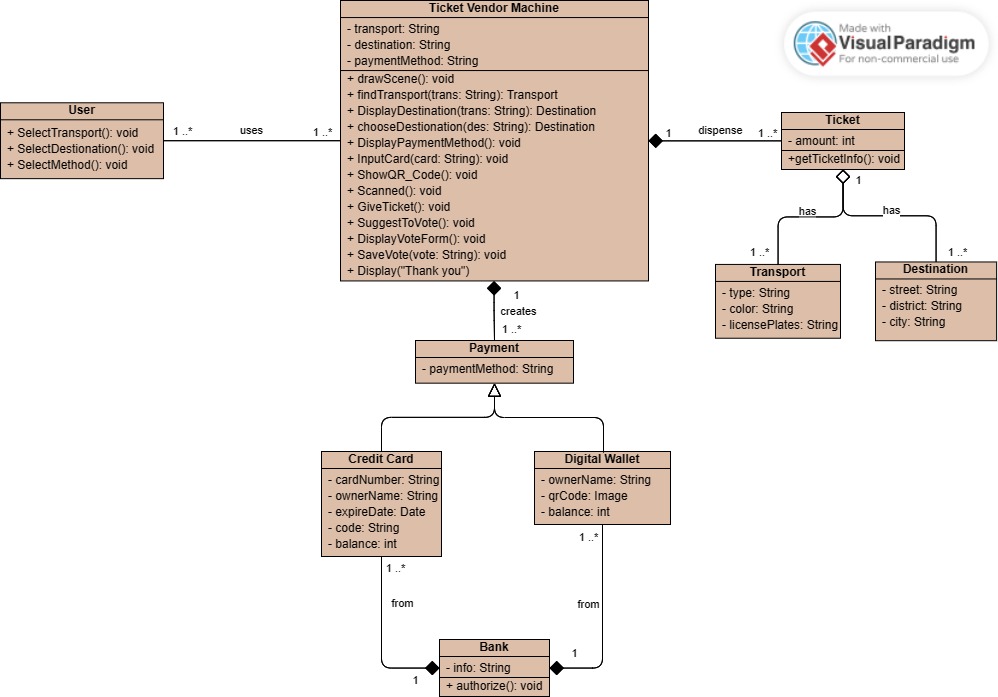 Ticket Vendor Machine
- transport: String
- destination: String
- paymentMethod: String
+ drawScene(): void
+ findTransport(trans: String): Transport
+ DisplayDestination(trans: String): Destination
+ chooseDestionation(des: String): Destination
+ DisplayPaymentMethod(): void
+ InputCard(card: String): void
+ ShowQR_Code(): void
+ Scanned(): void
+ GiveTicket(): void
+ SuggestToVote(): void
+ DisplayVoteForm(): void
+ SaveVote(vote: String): void
+ Display("Thank you")
Made with
Visual Paradigm
For non-commercial use
User
+ SelectTransport(): void
+ SelectDestionation(): void
+ SelectMethod(): void
1 ..*
uses
1 ..*
1
dispense
1 ..*
Ticket
- amount: int
+getTicketInfo(): void
1
has
has
1 ..*
1 ..*
Transport
- type: String
- color: String
- licensePlates: String
Destination
- street: String
- district: String
- city: String
1
creates
1 ..*
Payment
- paymentMethod: String
Credit Card
- cardNumber: String
- ownerName: String
- expireDate: Date
- code: String
- balance: int
Digital Wallet
- ownerName: String
- qrCode: Image
- balance: int
1 ..*
1 ..*
from
from
1
1
Bank
- info: String
+ authorize(): void